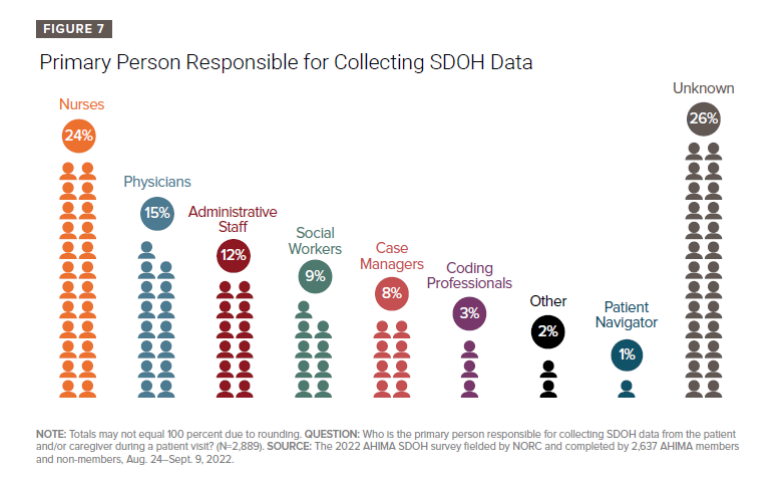 FIGURE 7
Primary Person Responsible for Collecting SDOH Data
Nurses
24%
Physicians
15%
Administrative
Staff
12%
Social
Workers
9%
Case
Managers
8%
Coding
Professionals
3%
Other
2%
Patient
Navigator
1%
Unknown
26%
NOTE: Totals may not equal 100 percent due to rounding. QUESTION: Who is the primary person responsible for collecting SDOH data from the patient
and/or caregiver during a patient visit? (N=2,889). SOURCE: The 2022 AHIMA SDOH survey fielded by NORC and completed by 2,637 AHIMA members
and non-members, Aug. 24–Sept. 9, 2022.